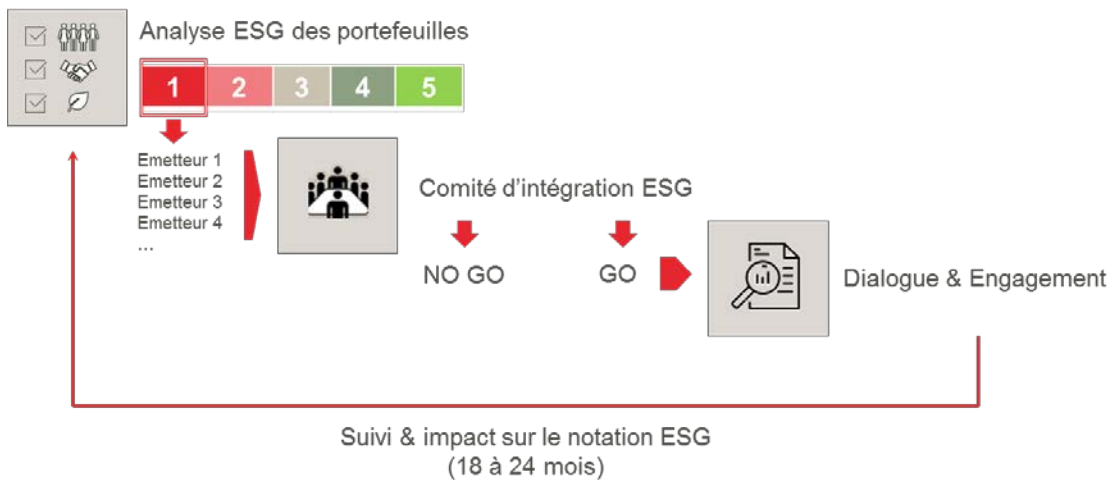 Analyse ESG des portefeuilles
1 2 3 4 5
Emetteur 1
Emetteur 2
Emetteur 3
Emetteur 4
...
Comité d'intégration ESG
NO GO
GO
Dialogue & Engagement
Suivi & impact sur le notation ESG
(18 à 24 mois)